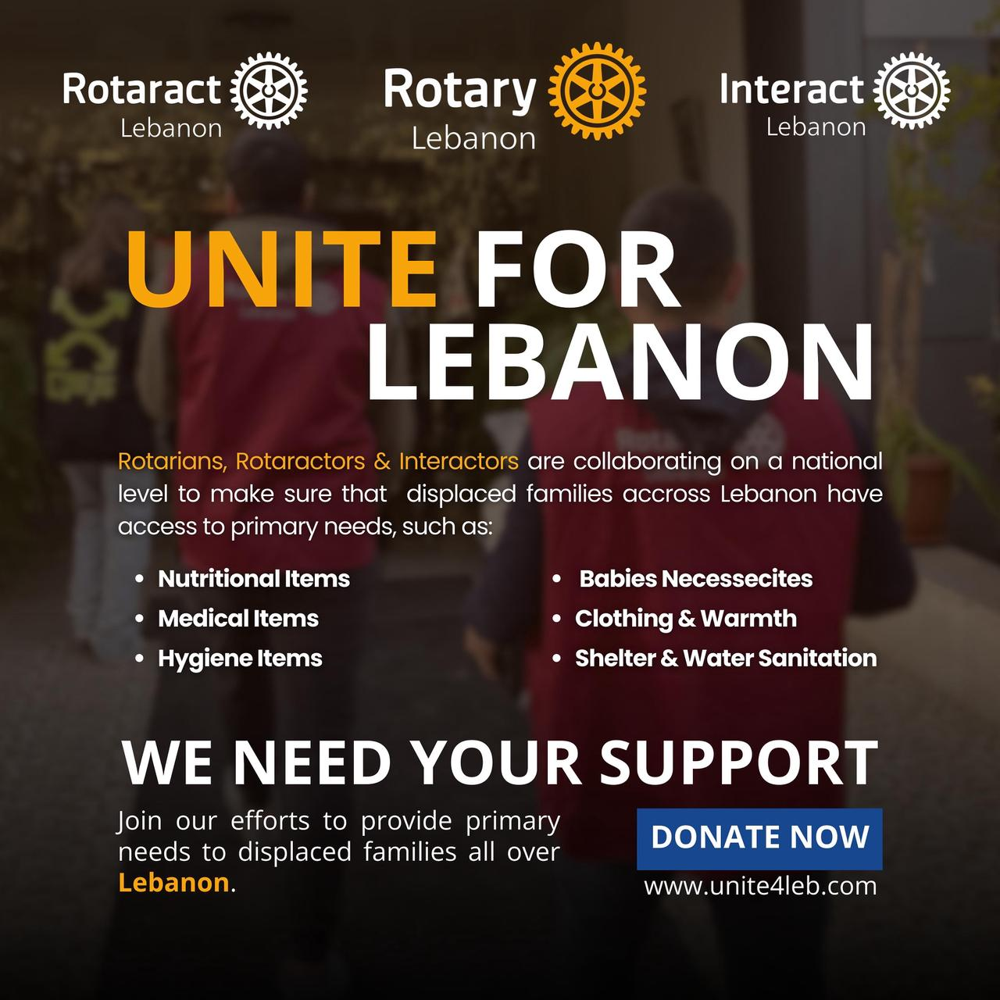 Rotaract
Lebanon
Rotary
Lebanon
Interact
Lebanon
UNITE FOR
LEBANON
Rotarians, Rotaractors & Interactors are collaborating on a national
level to make sure that displaced families accross Lebanon have
access to primary needs, such as:
• Nutritional Items
• Medical Items
• Hygiene Items
• Babies Necessecites
• Clothing & Warmth
• Shelter & Water Sanitation
WE NEED YOUR SUPPORT
Join our efforts to provide primary
needs to displaced families all over
Lebanon.
DONATE NOW
www.unite4leb.com